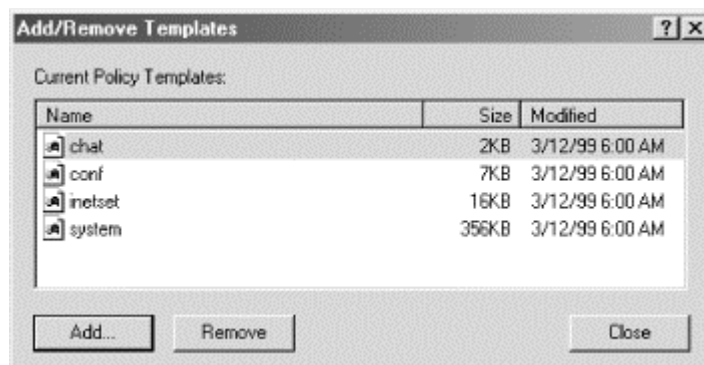 Add/Remove Templates
Current Policy Templates:
Name Size Modified
chat 2KB 3/12/99 6:00 AM
conf 7KB 3/12/99 6:00 AM
inetset 16KB 3/12/99 6:00 AM
system 356KB 3/12/99 6:00 AM
Add... Remove Close